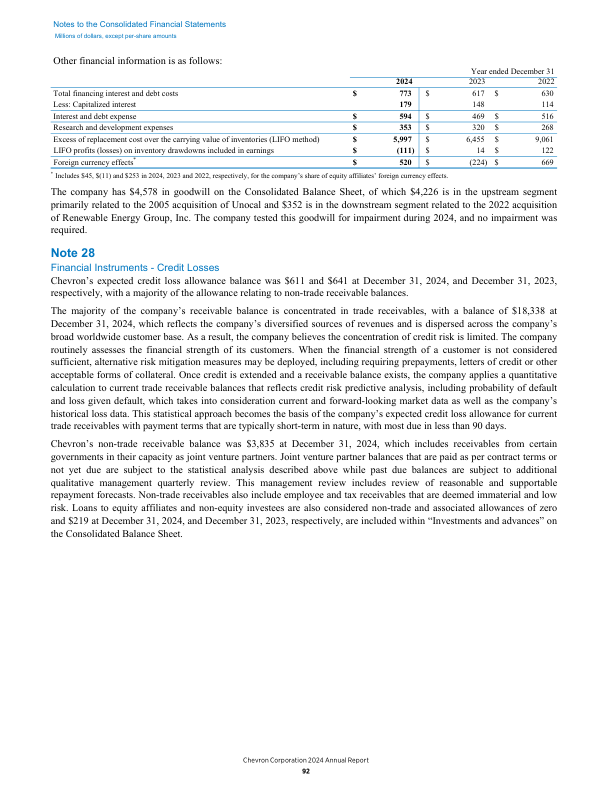 Notes to the Consolidated Financial Statements
Millions of dollars, except per-share amounts
Other financial information is as follows:
Year ended December 31
2024 2023 2022
Total financing interest and debt costs $ 773 $ 617 $ 630
Less: Capitalized interest 179 148 114
Interest and debt expense $ 594 $ 469 $ 516
Research and development expenses $ 353 $ 320 $ 268
Excess of replacement cost over the carrying value of inventories (LIFO method) $ 5,997 $ 6,455 $ 9,061
LIFO profits (losses) on inventory drawdowns included in earnings $ (111) $ 14 $ 122
Foreign currency effects* $ 520 $ (224) $ 669
* Includes $45, $(11) and $253 in 2024, 2023 and 2022, respectively, for the company's share of equity affiliates' foreign currency effects.
The company has $4,578 in goodwill on the Consolidated Balance Sheet, of which $4,226 is in the upstream segment
primarily related to the 2005 acquisition of Unocal and $352 is in the downstream segment related to the 2022 acquisition
of Renewable Energy Group, Inc. The company tested this goodwill for impairment during 2024, and no impairment was
required.
Note 28
Financial Instruments - Credit Losses
Chevron's expected credit loss allowance balance was $611 and $641 at December 31, 2024, and December 31, 2023,
respectively, with a majority of the allowance relating to non-trade receivable balances.
The majority of the company's receivable balance is concentrated in trade receivables, with a balance of $18,338 at
December 31, 2024, which reflects the company's diversified sources of revenues and is dispersed across the company's
broad worldwide customer base. As a result, the company believes the concentration of credit risk is limited. The company
routinely assesses the financial strength of its customers. When the financial strength of a customer is not considered
sufficient, alternative risk mitigation measures may be deployed, including requiring prepayments, letters of credit or other
acceptable forms of collateral. Once credit is extended and a receivable balance exists, the company applies a quantitative
calculation to current trade receivable balances that reflects credit risk predictive analysis, including probability of default
and loss given default, which takes into consideration current and forward-looking market data as well as the company's
historical loss data. This statistical approach becomes the basis of the company's expected credit loss allowance for current
trade receivables with payment terms that are typically short-term in nature, with most due in less than 90 days.
Chevron's non-trade receivable balance was $3,835 at December 31, 2024, which includes receivables from certain
governments in their capacity as joint venture partners. Joint venture partner balances that are paid as per contract terms or
not yet due are subject to the statistical analysis described above while past due balances are subject to additional
qualitative management quarterly review. This management review includes review of reasonable and supportable
repayment forecasts. Non-trade receivables also include employee and tax receivables that are deemed immaterial and low
risk. Loans to equity affiliates and non-equity investees are also considered non-trade and associated allowances of zero
and $219 at December 31, 2024, and December 31, 2023, respectively, are included within “Investments and advances” on
the Consolidated Balance Sheet.
Chevron Corporation 2024 Annual Report
92